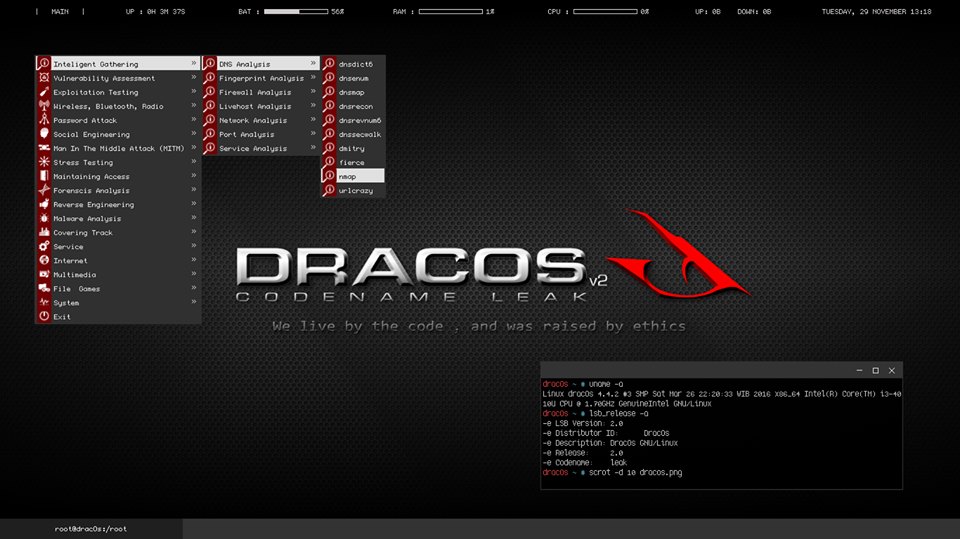 | MAIN | UP : 0H 3M 37S BAT : 56% RAM : 1% CPU : 0% UP: 0B DOWN: 0B TUESDAY, 29 NOVEMBER 13:18
Inteligent Gathering »
Vulnerability Assessment »
Exploitation Testing »
Wireless, Bluetooth, Radio »
Password Attack »
Social Engineering »
Man In The Middle Attack (MITM) »
Stress Testing »
Maintaining Access »
Forenscis Analysis »
Reverse Engineering »
Malware Analysis »
Covering Track »
Service »
Internet »
Multimedia »
File Games »
System »
Exit
DNS Analysis »
Fingerprint Analysis »
Firewall Analysis »
Livehost Analysis »
Network Analysis »
Port Analysis »
Service Analysis »
dnsdict6
dnsenum
dnsmap
dnsrecon
dnsrevnum6
dnssecwalk
dmitry
fierce
nmap
urlcrazy
DRACOS v2
CODENAME LEAK
We live by the code , and was raised by ethics
dracOs ~ # uname -a
Linux dracOs 4.4.2 #3 SMP Sat Mar 26 22:20:33 WIB 2016 x86_64 Intel(R) Core(TM) i3-40
10U CPU @ 1.70GHz GenuineIntel GNU/Linux
dracOs ~ # lsb_release -a
-e LSB Version: 2.0
-e Distributor ID: DracOs
-e Description: DracOs GNU/Linux
-e Release: 2.0
-e Codename: leak
dracOs ~ # scrot -d 10 dracos.png
root@dracOs:/root